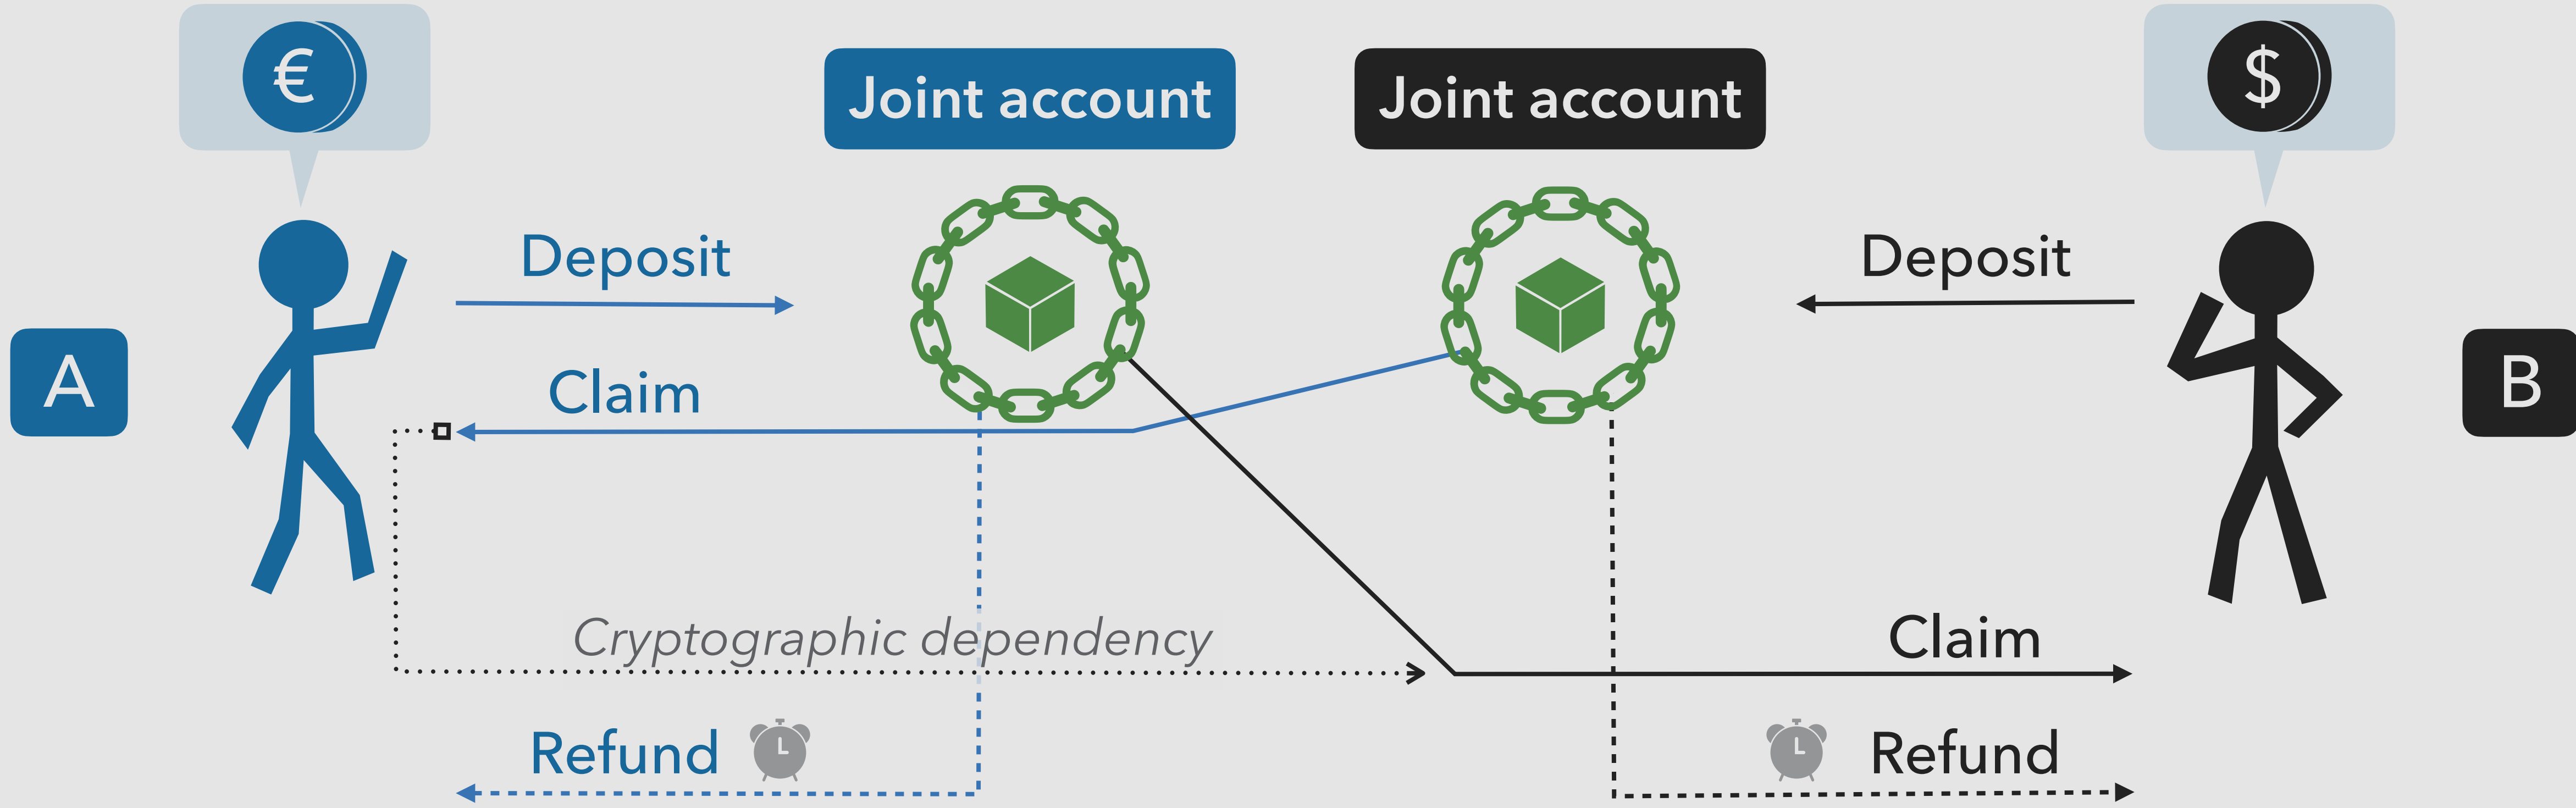 €
Joint account
Joint account
$
Deposit
Deposit
A
Claim
B
Cryptographic dependency
Claim
Refund
Refund